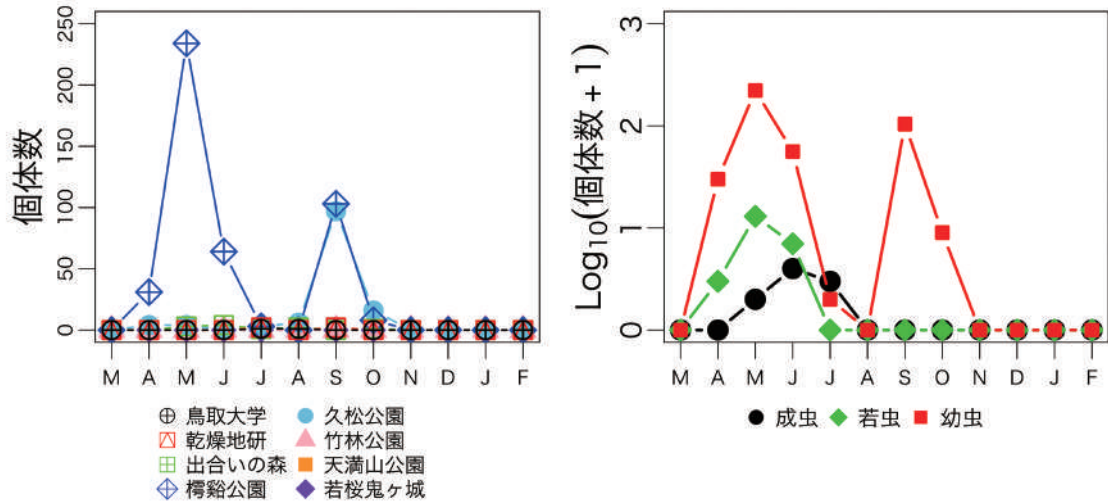 個体数
250
200
150
100
50
0
M A M J J A S O N D J F
鳥取大学
乾燥地研
出合いの森
樗谿公園
久松公園
竹林公園
天満山公園
若桜鬼ヶ城
Log10(個体数 + 1)
3
2
1
0
M A M J J A S O N D J F
成虫 若虫 幼虫